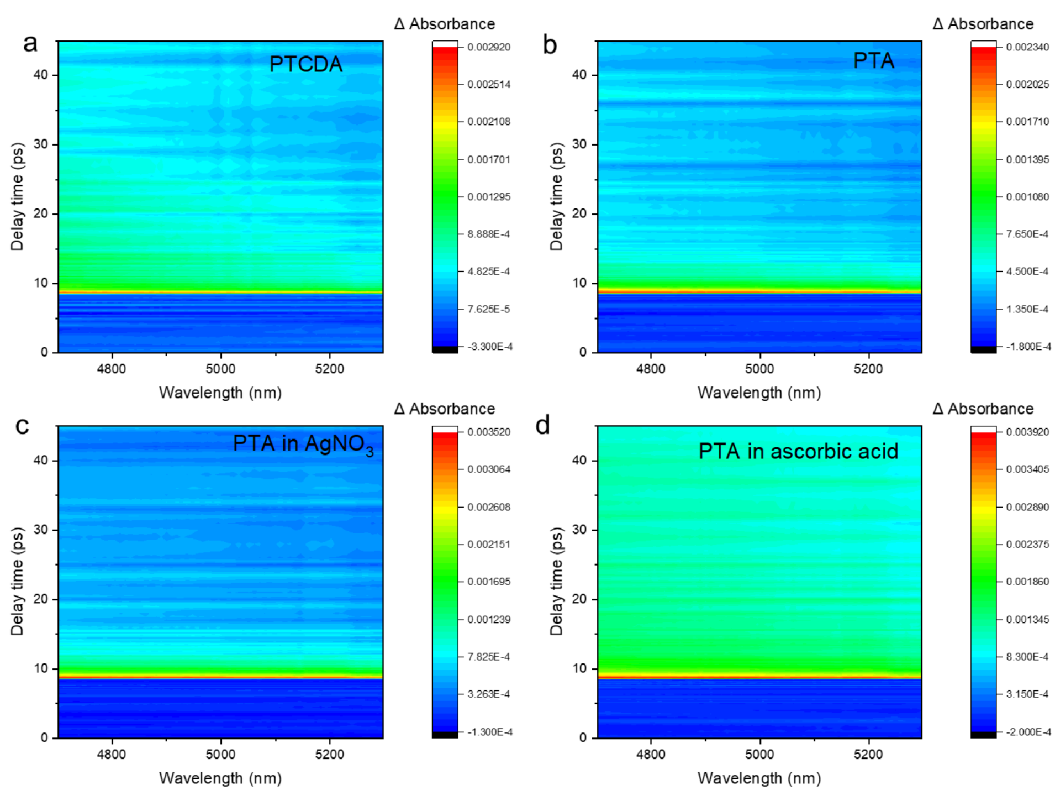 a
PTCDA
Δ Absorbance
0.002920
0.002514
0.002108
0.001701
0.001295
8.888E-4
4.825E-4
7.625E-5
-3.300E-4
Delay time (ps)
40
30
20
10
0
4800 5000 5200
Wavelength (nm)
b
PTA
Δ Absorbance
0.002340
0.002025
0.001710
0.001395
0.001080
7.650E-4
4.500E-4
1.350E-4
-1.800E-4
Delay time (ps)
40
30
20
10
0
4800 5000 5200
Wavelength (nm)
c
PTA in AgNO₃
Δ Absorbance
0.003520
0.003064
0.002608
0.002151
0.001695
0.001239
7.825E-4
3.263E-4
-1.300E-4
Delay time (ps)
40
30
20
10
0
4800 5000 5200
Wavelength (nm)
d
PTA in ascorbic acid
Δ Absorbance
0.003920
0.003405
0.002890
0.002375
0.001860
0.001345
8.300E-4
3.150E-4
-2.000E-4
Delay time (ps)
40
30
20
10
0
4800 5000 5200
Wavelength (nm)